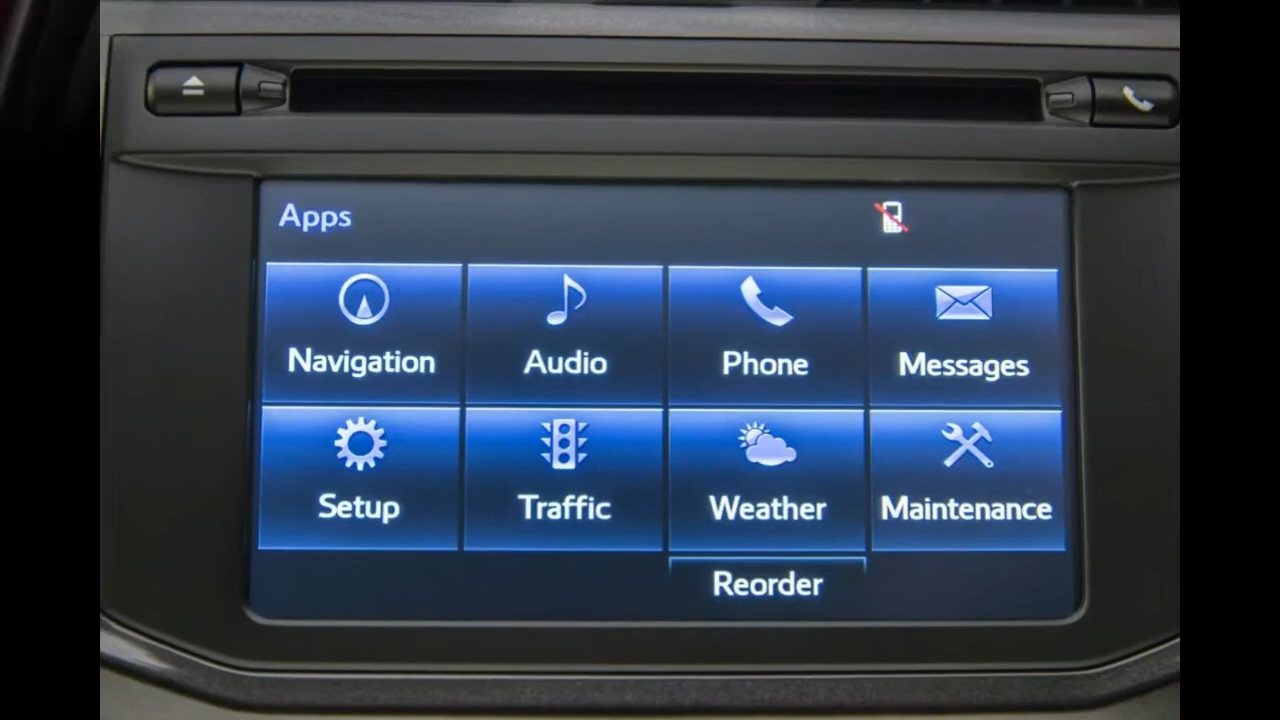 Apps
Navigation Audio Phone Messages
Setup Traffic Weather Maintenance
Reorder